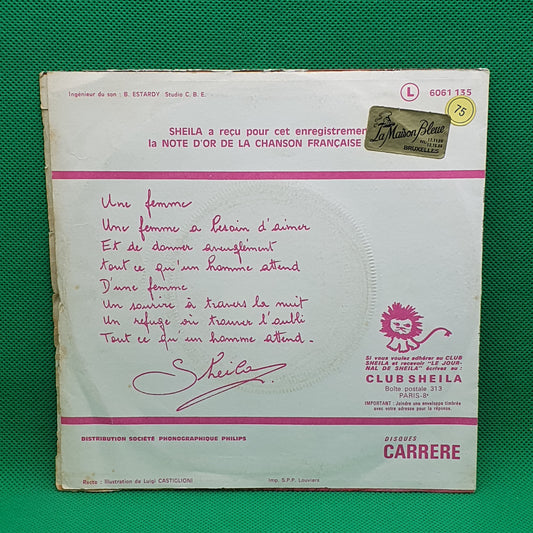 Ingénieur du son : B. ESTARDY Studio C. B. E.
L 6061 135
75
SHEILA a reçu pour cet enregistremen
la NOTE D'OR DE LA CHANSON FRANÇAISE
La Maison Bleue
BRUXELLES
Une femme
Une femme a besoin d'aimer
Et de donner aveuglément
tout ce qu'un homme attend
D'une femme
Un sourire à travers la nuit
Un refuge où trouver l'oubli
Tout ce qu'un homme attend.
Sheila
Si vous voulez adhérer au CLUB
SHEILA et recevoir "LE JOUR-
NAL DE SHEILA" écrivez au :
CLUB SHEILA
Boîte postale 313
PARIS-8e
IMPORTANT : Joindre une enveloppe timbrée
avec votre adresse pour la réponse.
DISTRIBUTION SOCIÉTÉ PHONOGRAPHIQUE PHILIPS
DISQUES
CARRERE
Recto : Illustration de Luigi CASTIGLIONI
Imp. S.P.P. Louviers